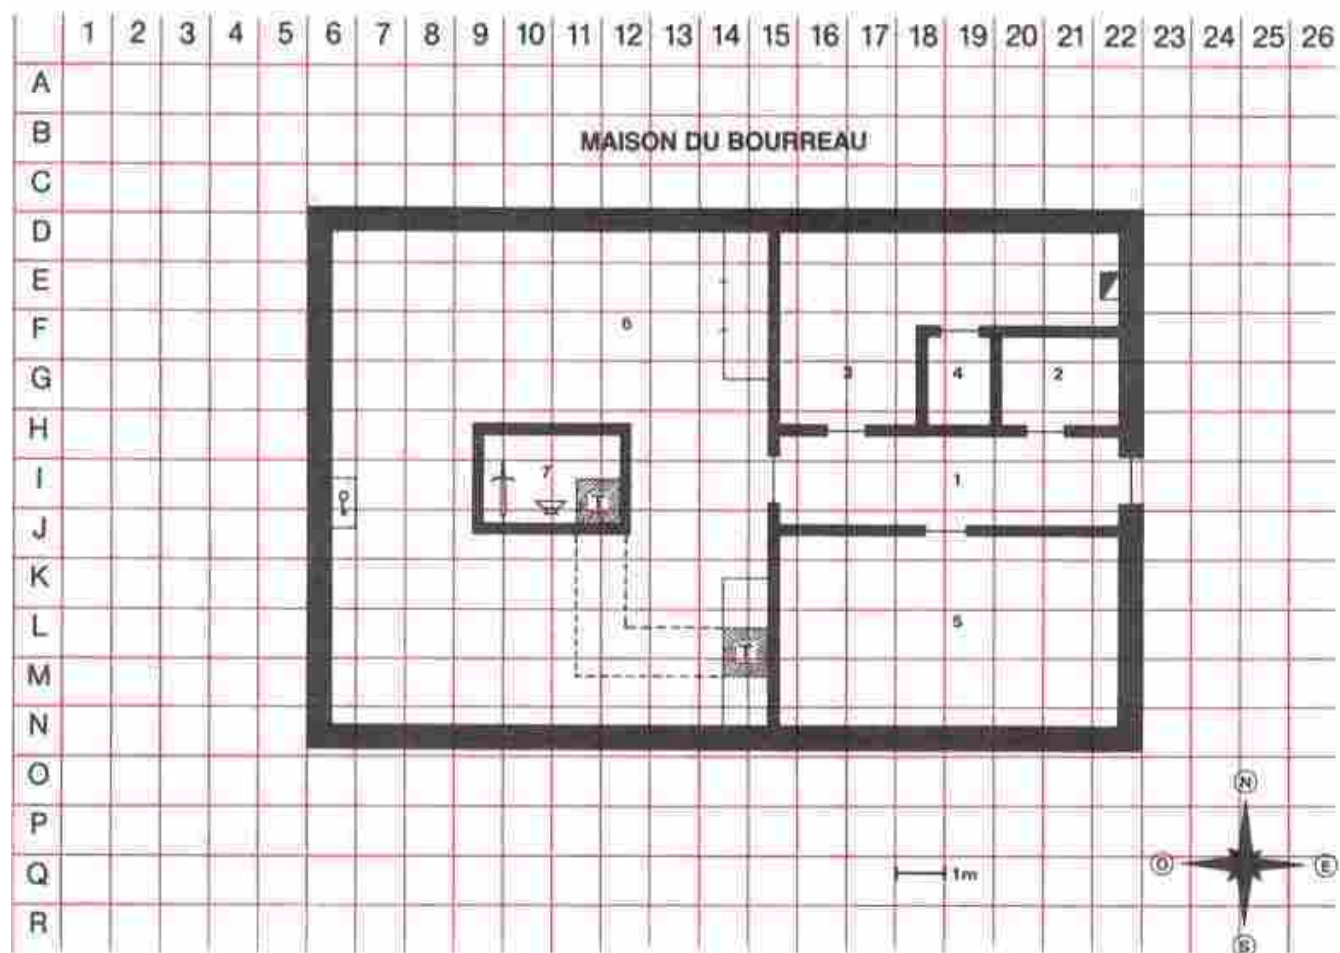 1 2 3 4 5 6 7 8 9 10 11 12 13 14 15 16 17 18 19 20 21 22 23 24 25 26
A
B
MAISON DU BOURREAU
C
D
E
F
6
G
3 4 2
H
I
7 1
T
J
K
L
5
T
M
N
O
N
P
Q
1m
O E
R
S